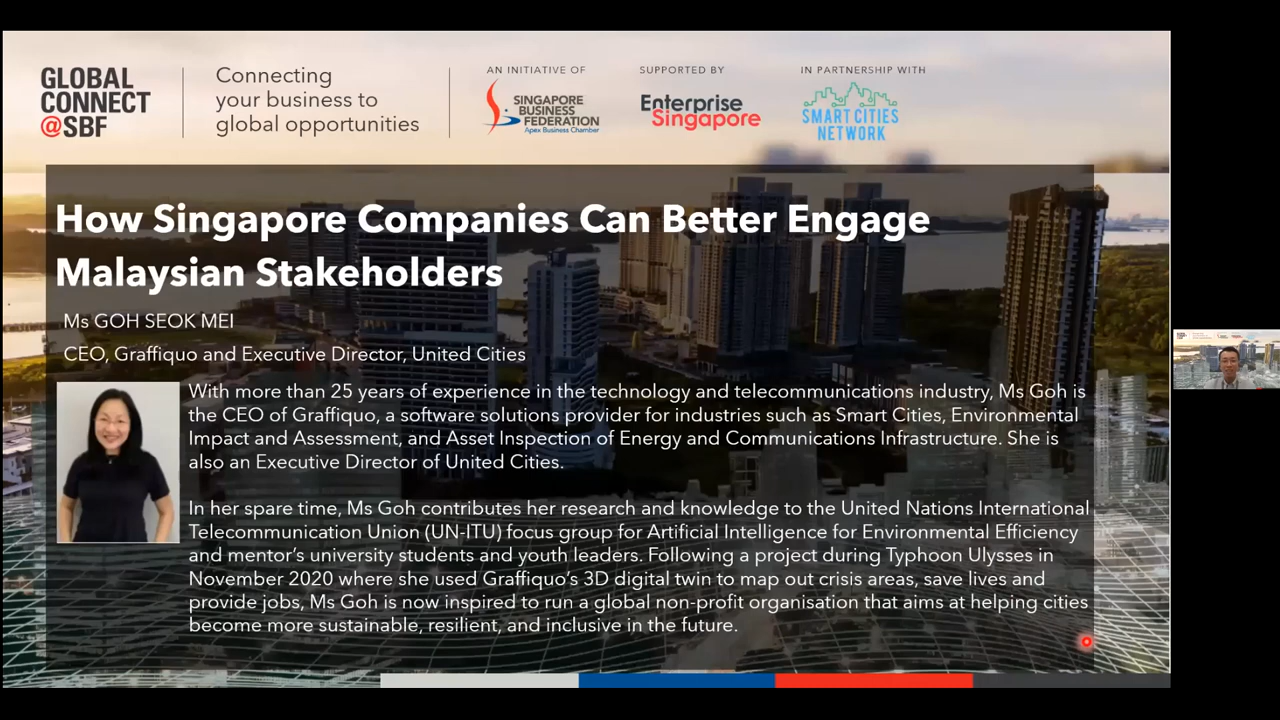 GLOBAL
CONNECT
@SBF
Connecting
your business to
global opportunities
AN INITIATIVE OF
SINGAPORE
BUSINESS
FEDERATION
Apex Business Chamber
SUPPORTED BY
Enterprise
Singapore
IN PARTNERSHIP WITH
SMART CITIES
NETWORK
How Singapore Companies Can Better Engage
Malaysian Stakeholders
Ms GOH SEOK MEI
CEO, Graffiquo and Executive Director, United Cities
With more than 25 years of experience in the technology and telecommunications industry, Ms Goh is
the CEO of Graffiquo, a software solutions provider for industries such as Smart Cities, Environmental
Impact and Assessment, and Asset Inspection of Energy and Communications Infrastructure. She is
also an Executive Director of United Cities.
In her spare time, Ms Goh contributes her research and knowledge to the United Nations International
Telecommunication Union (UN-ITU) focus group for Artificial Intelligence for Environmental Efficiency
and mentor's university students and youth leaders. Following a project during Typhoon Ulysses in
November 2020 where she used Graffiquo's 3D digital twin to map out crisis areas, save lives and
provide jobs, Ms Goh is now inspired to run a global non-profit organisation that aims at helping cities
become more sustainable, resilient, and inclusive in the future.